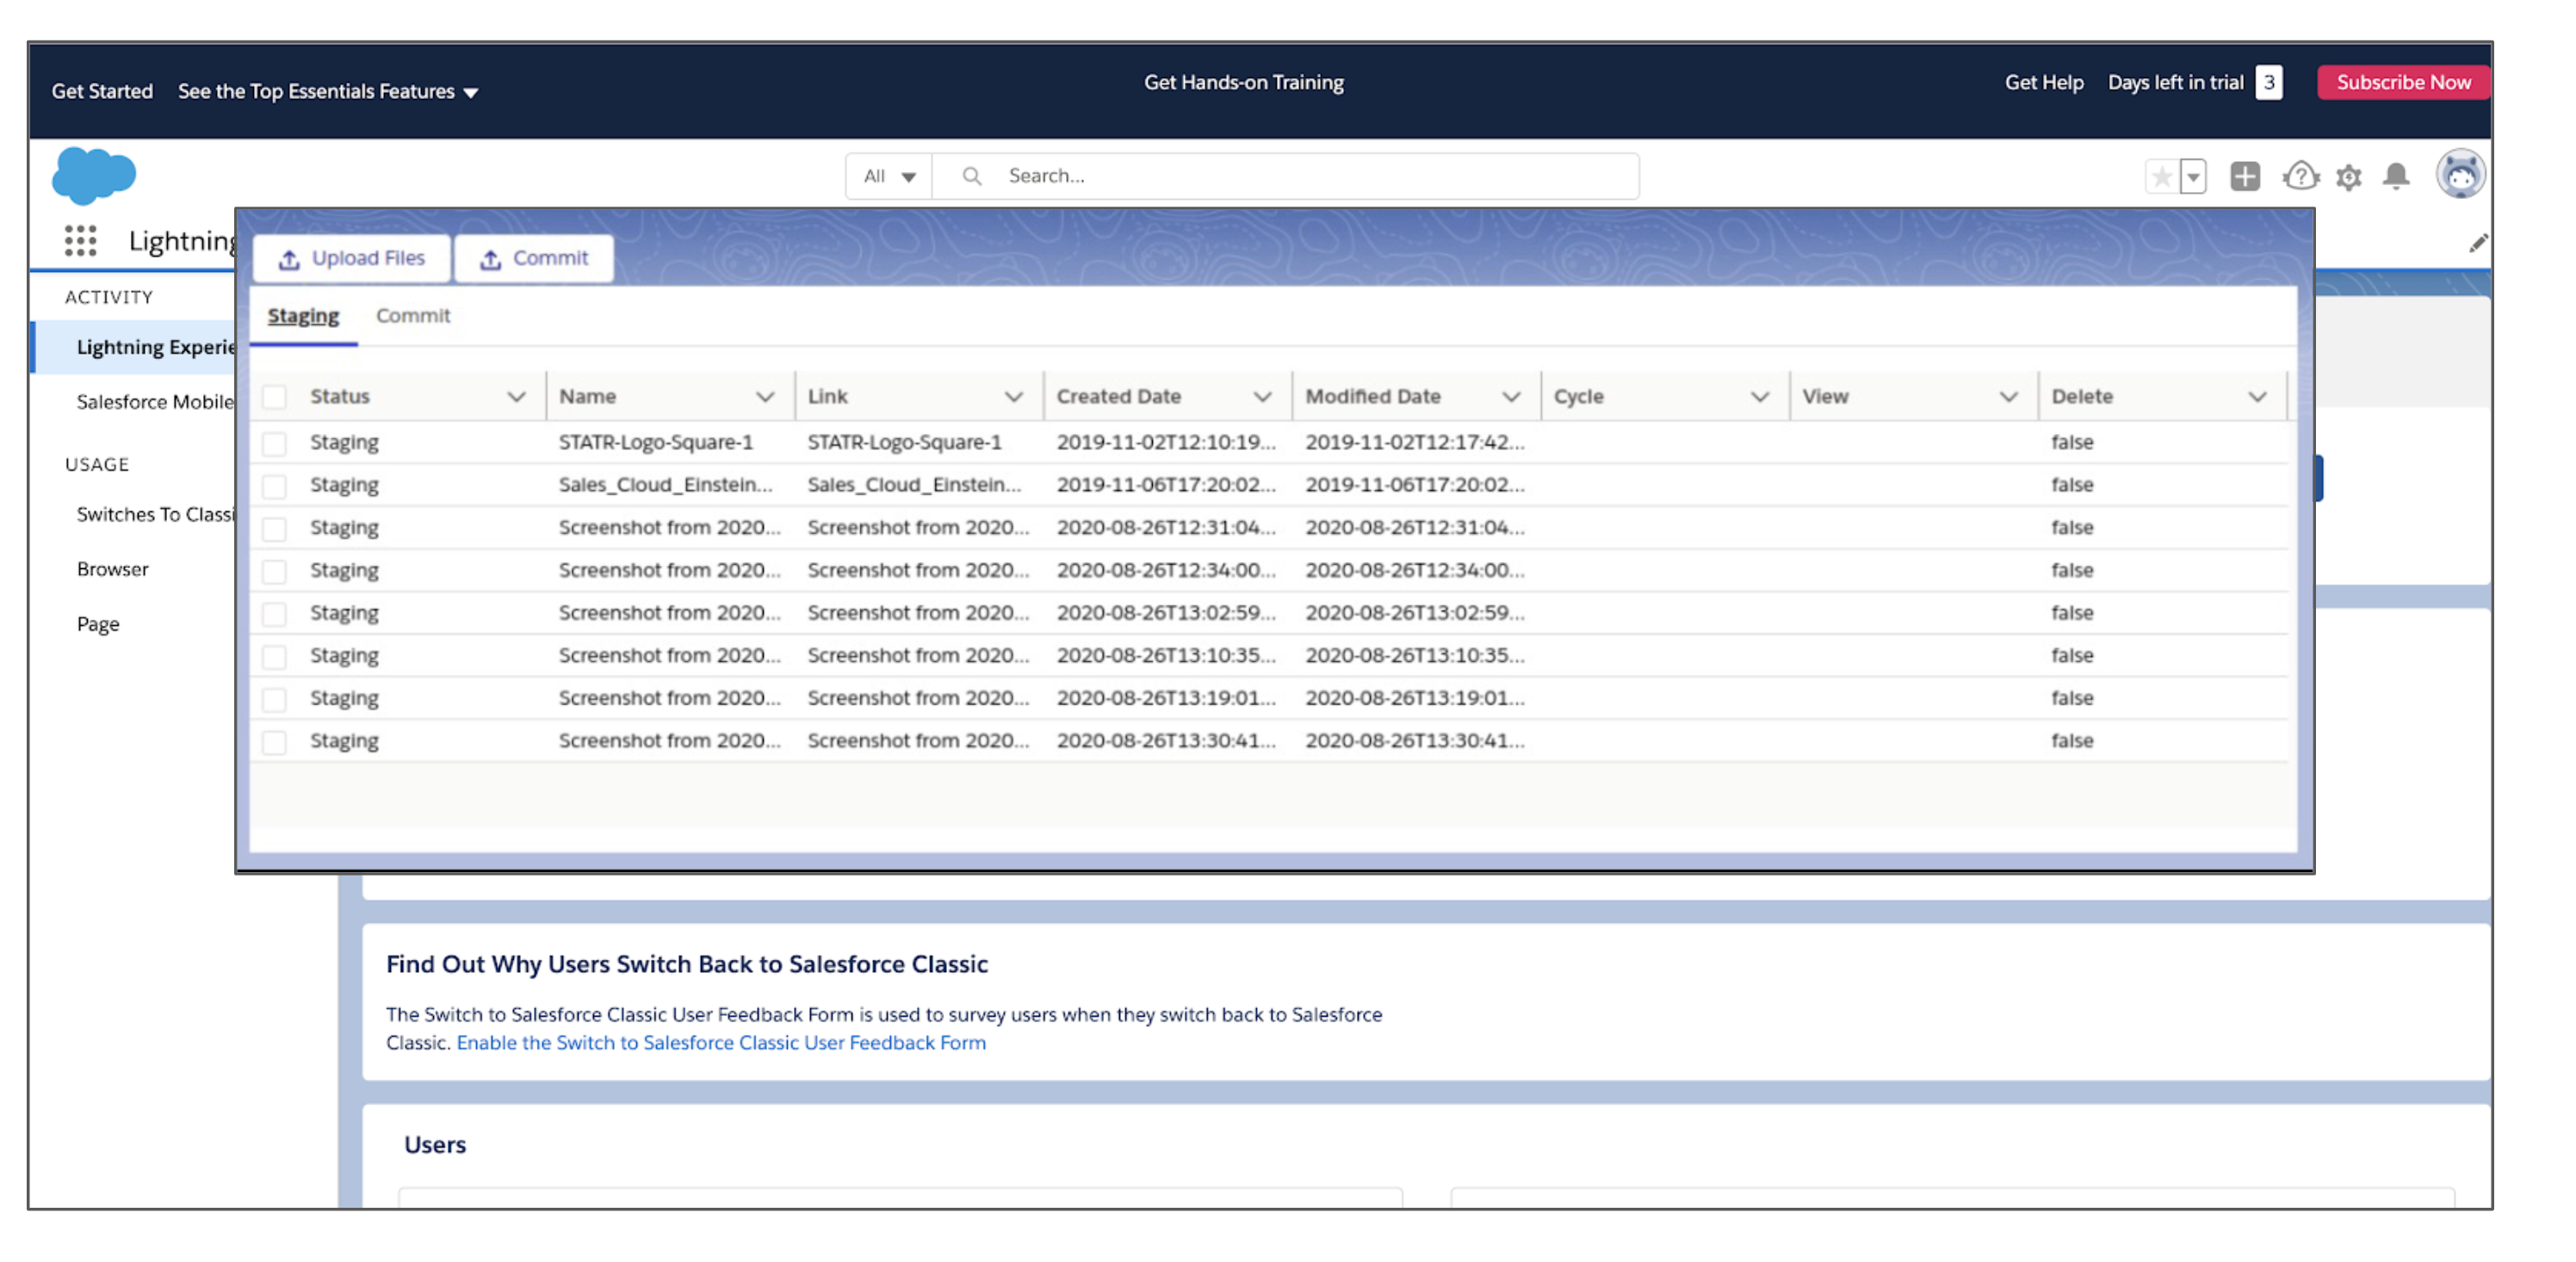 Get Started See the Top Essentials Features Get Hands-on Training Get Help Days left in trial 3 Subscribe Now
All Search...
Lightning
Upload Files Commit
ACTIVITY
Lightning Experie
Salesforce Mobile
USAGE
Switches To Classi
Browser
Page
Staging Commit
Status Name Link Created Date Modified Date Cycle View Delete
Staging STATR-Logo-Square-1 STATR-Logo-Square-1 2019-11-02T12:10:19... 2019-11-02T12:17:42... false
Staging Sales_Cloud_Einstein... Sales_Cloud_Einstein... 2019-11-06T17:20:02... 2019-11-06T17:20:02... false
Staging Screenshot from 2020... Screenshot from 2020... 2020-08-26T12:31:04... 2020-08-26T12:31:04... false
Staging Screenshot from 2020... Screenshot from 2020... 2020-08-26T12:34:00... 2020-08-26T12:34:00... false
Staging Screenshot from 2020... Screenshot from 2020... 2020-08-26T13:02:59... 2020-08-26T13:02:59... false
Staging Screenshot from 2020... Screenshot from 2020... 2020-08-26T13:10:35... 2020-08-26T13:10:35... false
Staging Screenshot from 2020... Screenshot from 2020... 2020-08-26T13:19:01... 2020-08-26T13:19:01... false
Staging Screenshot from 2020... Screenshot from 2020... 2020-08-26T13:30:41... 2020-08-26T13:30:41... false
Find Out Why Users Switch Back to Salesforce Classic
The Switch to Salesforce Classic User Feedback Form is used to survey users when they switch back to Salesforce
Classic. Enable the Switch to Salesforce Classic User Feedback Form
Users